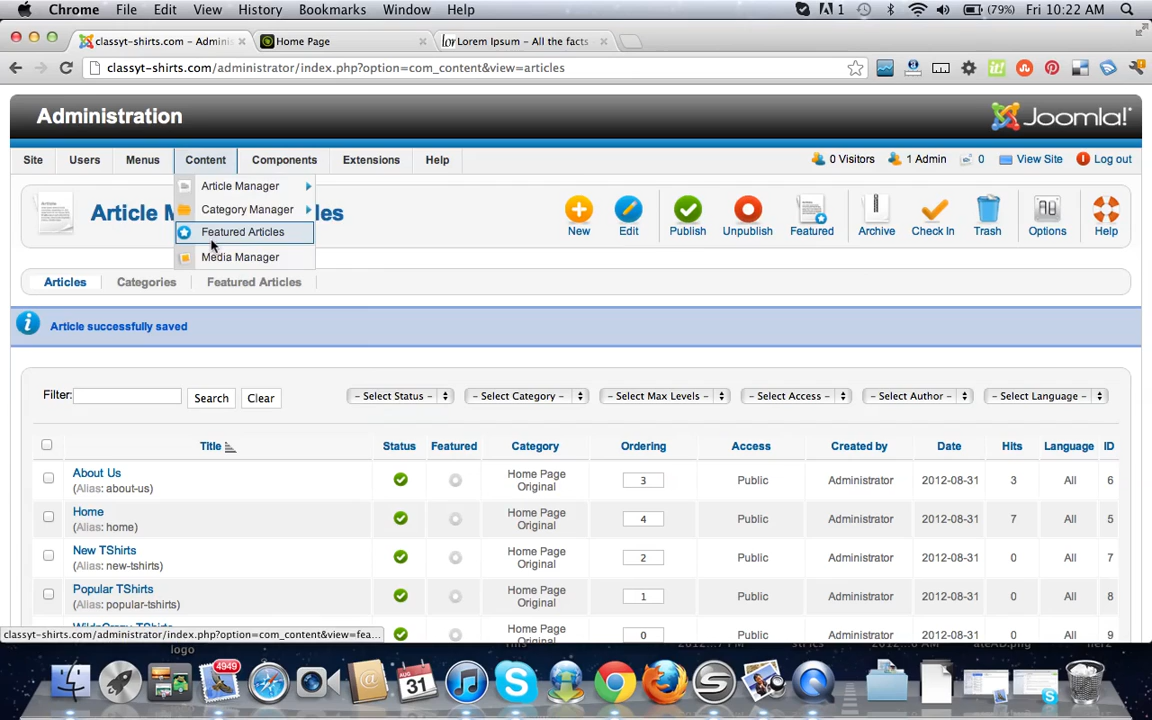 Chrome File Edit View History Bookmarks Window Help 1 (79%) Fri 10:22 AM
classyt-shirts.com – Adminis Home Page Lorem Ipsum – All the facts
classyt-shirts.com/administrator/index.php?option=com_content&view=articles
Administration Joomla!
Site Users Menus Content Components Extensions Help 0 Visitors 1 Admin 0 View Site Log out
Article Manager
Category Manager
Featured Articles
Media Manager
New Edit Publish Unpublish Featured Archive Check In Trash Options Help
Articles Categories Featured Articles
Article successfully saved
Filter: Search Clear – Select Status – – Select Category – – Select Max Levels – – Select Access – – Select Author – – Select Language –
Title Status Featured Category Ordering Access Created by Date Hits Language ID
About Us Home Page 3 Public Administrator 2012-08-31 3 All 6
(Alias: about-us) Original
Home Home Page 4 Public Administrator 2012-08-31 7 All 5
(Alias: home) Original
New TShirts Home Page 2 Public Administrator 2012-08-31 0 All 7
(Alias: new-tshirts) Original
Popular TShirts Home Page 1 Public Administrator 2012-08-31 0 All 8
(Alias: popular-tshirts) Original
Home Page 0 Public Administrator 2012-08-31 0 All 9
classyt-shirts.com/administrator/index.php?option=com_content&view=fea...
logo
4949
AUG
31